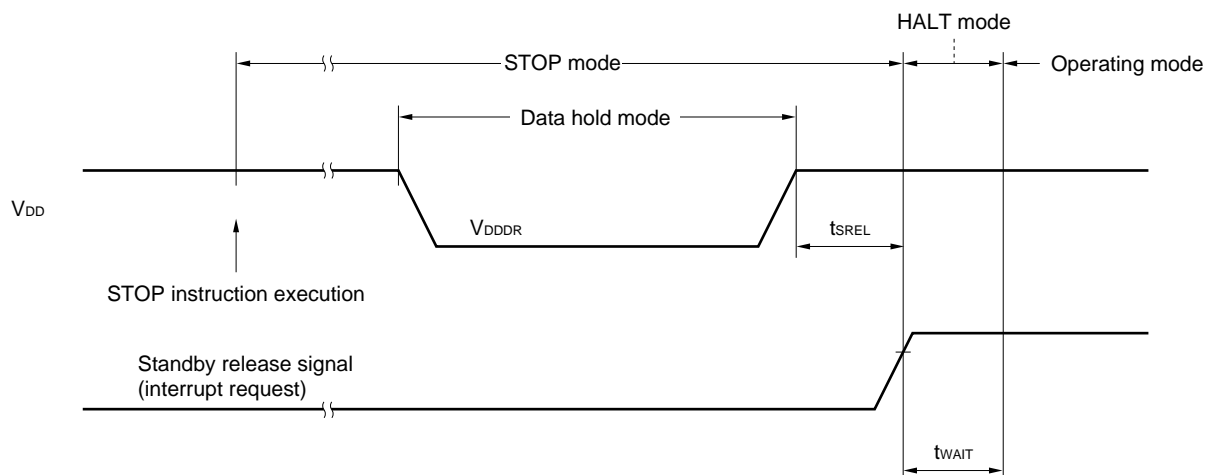 HALT mode
STOP mode
Operating mode
Data hold mode
VDD
VDDDR
tSREL
STOP instruction execution
Standby release signal
(interrupt request)
tWAIT